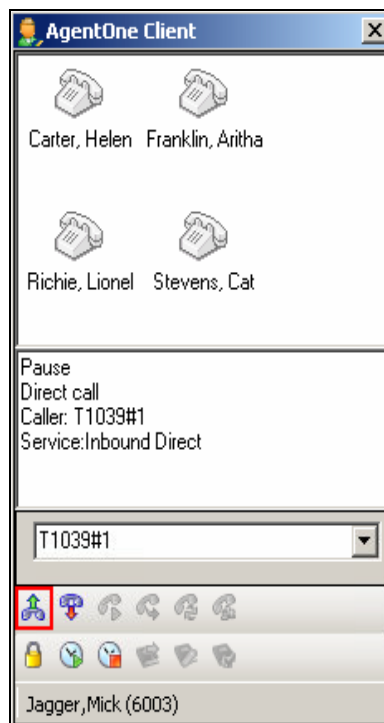 AgentOne Client
Carter, Helen Franklin, Aritha
Richie, Lionel Stevens, Cat
Pause
Direct call
Caller: T1039#1
Service:Inbound Direct
T1039#1
Jagger,Mick (6003)